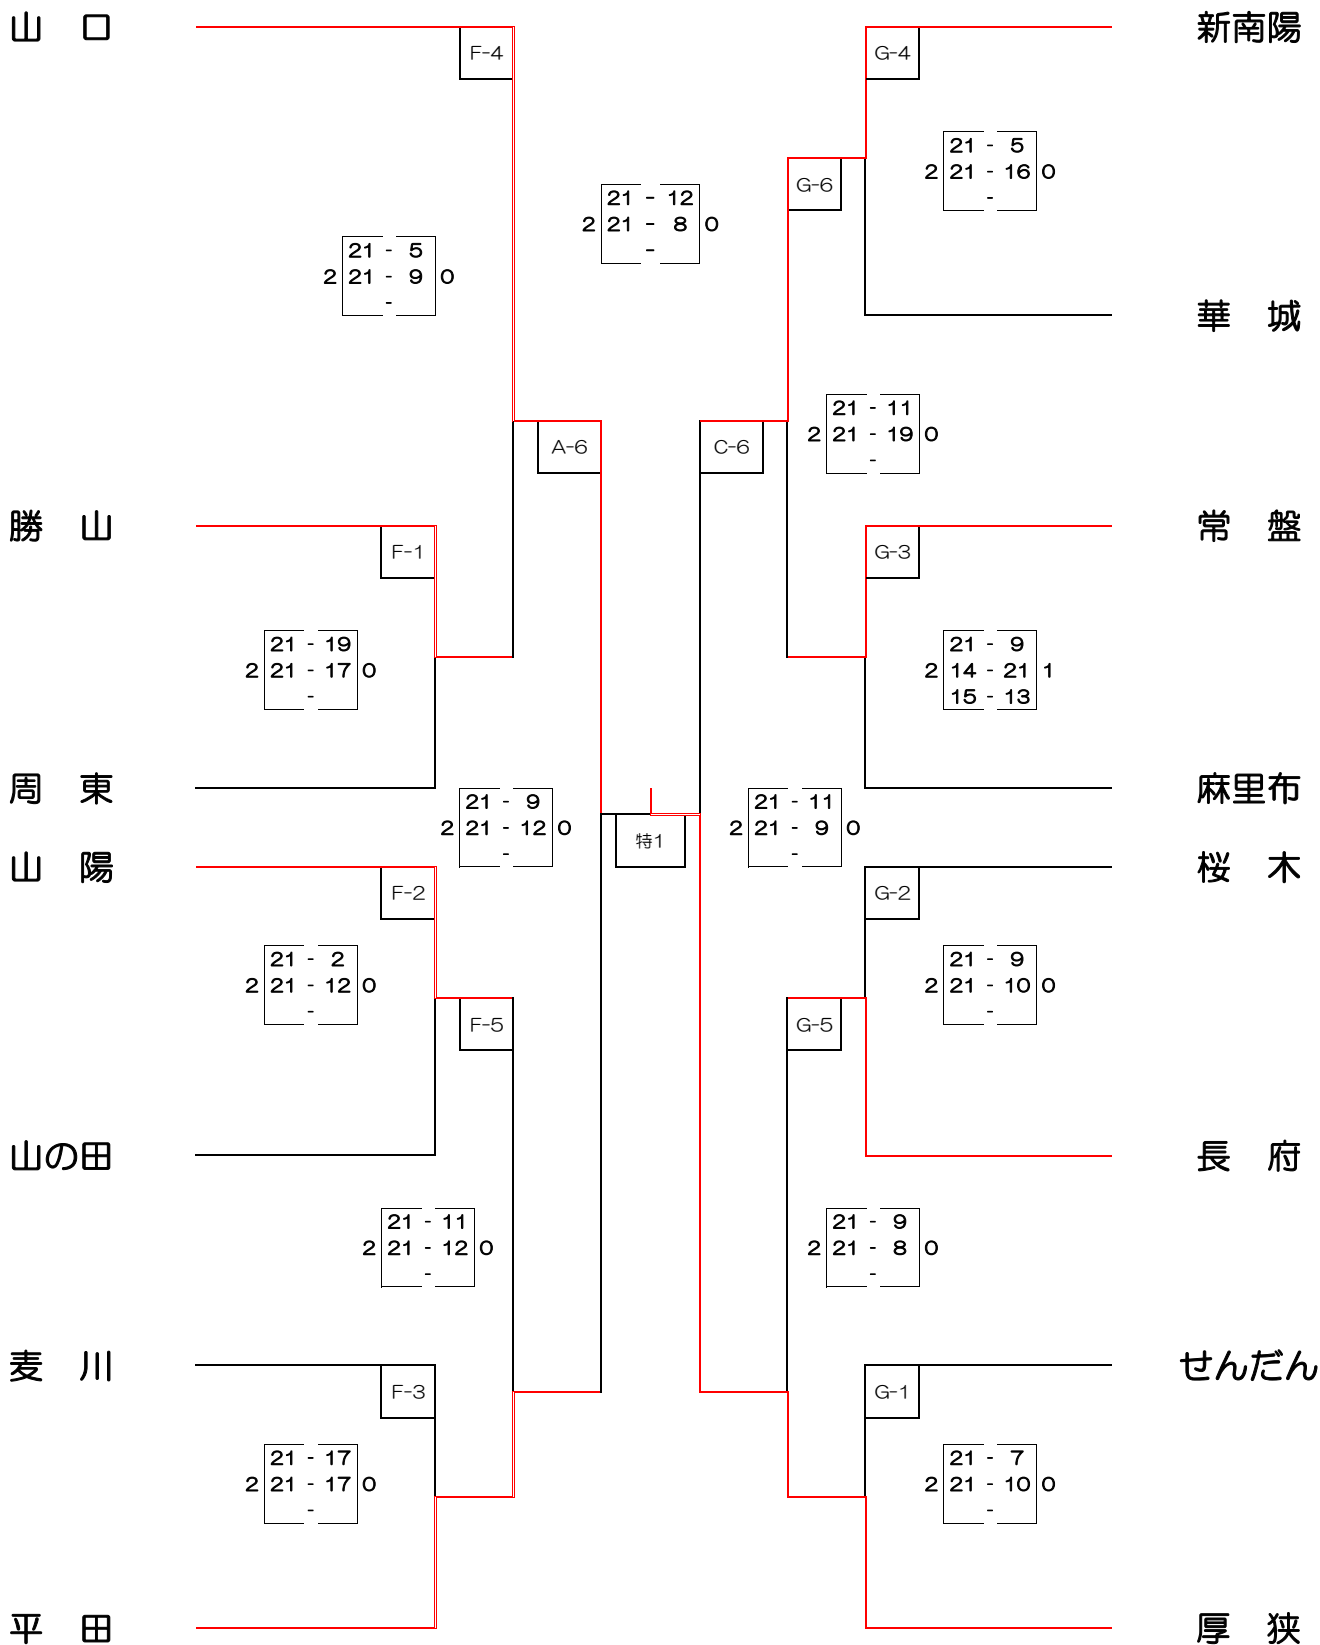 山　口
新南陽
F-4
G-4
21 - 5
2 21 - 16 0
-
G-6
21 - 12
2 21 - 8 0
-
21 - 5
2 21 - 9 0
-
華　城
21 - 11
2 21 - 19 0
-
A-6
C-6
勝　山
常　盤
F-1
G-3
21 - 19
2 21 - 17 0
-
21 - 9
2 14 - 21 1
15 - 13
周　東
麻里布
21 - 9
2 21 - 12 0
-
特1
21 - 11
2 21 - 9 0
-
山　陽
桜　木
F-2
G-2
21 - 2
2 21 - 12 0
-
21 - 9
2 21 - 10 0
-
F-5
G-5
山の田
長　府
21 - 11
2 21 - 12 0
-
21 - 9
2 21 - 8 0
-
麦　川
せんだん
F-3
G-1
21 - 17
2 21 - 17 0
-
21 - 7
2 21 - 10 0
-
平　田
厚　狭